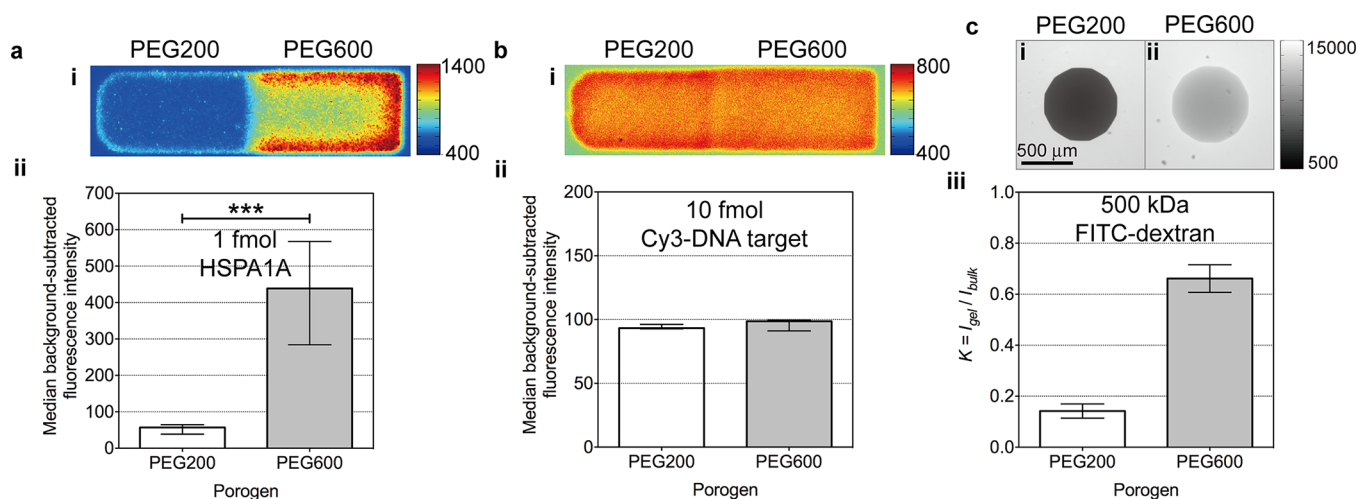 a
PEG200 PEG600
i
1400
400
ii
Median background-subtracted
fluorescence intensity
700
600
500
400
300
200
100
0
***
1 fmol
HSPA1A
PEG200 PEG600
Porogen
b
PEG200 PEG600
i
800
400
ii
Median background-subtracted
fluorescence intensity
200
150
100
50
0
10 fmol
Cy3-DNA target
PEG200 PEG600
Porogen
c
PEG200 PEG600
i ii
15000
500
500 µm
iii
K = I_gel / I_bulk
1.0
0.8
0.6
0.4
0.2
0.0
500 kDa
FITC-dextran
PEG200 PEG600
Porogen